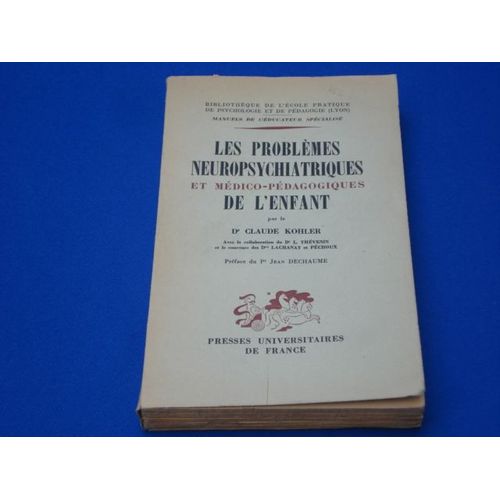 BIBLIOTHÈQUE DE L'ÉCOLE PRATIQUE
DE PSYCHOLOGIE ET DE PÉDAGOGIE (LYON)
MANUELS DE L'ÉDUCATEUR SPÉCIALISÉ
LES PROBLÈMES
NEUROPSYCHIATRIQUES
ET MÉDICO-PÉDAGOGIQUES
DE L'ENFANT
par le
Dr CLAUDE KOHLER
Avec la collaboration du Dr L. THÉVENIN
et le concours des Drs LACHANAT et PÉCHOUX
Préface du Pr JEAN DECHAUME
PRESSES UNIVERSITAIRES
DE FRANCE